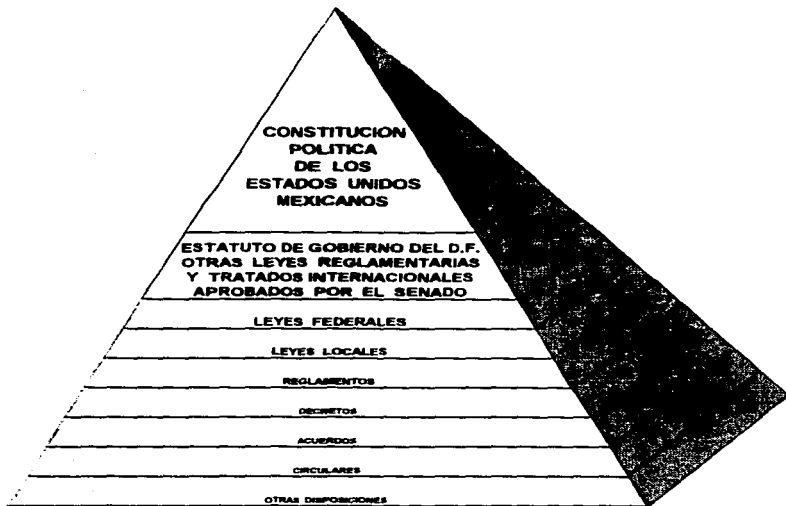 CONSTITUCION
POLITICA
DE LOS
ESTADOS UNIDOS
MEXICANOS
ESTATUTO DE GOBIERNO DEL D.F.
OTRAS LEYES REGLAMENTARIAS
Y TRATADOS INTERNACIONALES
APROBADOS POR EL SENADO
LEYES FEDERALES
LEYES LOCALES
REGLAMENTOS
DECRETOS
ACUERDOS
CIRCULARES
OTRAS DISPOSICIONES